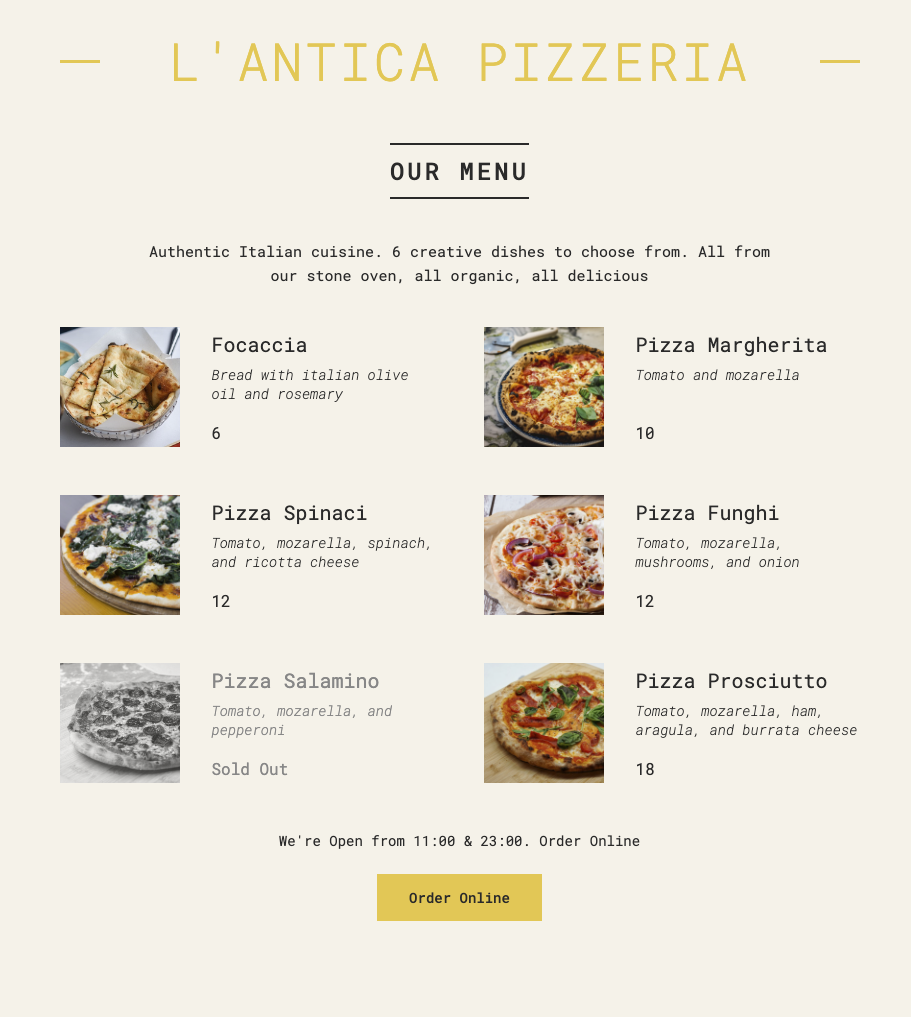 L'ANTICA PIZZERIA
OUR MENU
Authentic Italian cuisine. 6 creative dishes to choose from. All from
our stone oven, all organic, all delicious
Focaccia
Bread with italian olive
oil and rosemary
6
Pizza Margherita
Tomato and mozarella
10
Pizza Spinaci
Tomato, mozarella, spinach,
and ricotta cheese
12
Pizza Funghi
Tomato, mozarella,
mushrooms, and onion
12
Pizza Salamino
Tomato, mozarella, and
pepperoni
Sold Out
Pizza Prosciutto
Tomato, mozarella, ham,
aragula, and burrata cheese
18
We're Open from 11:00 & 23:00. Order Online
Order Online